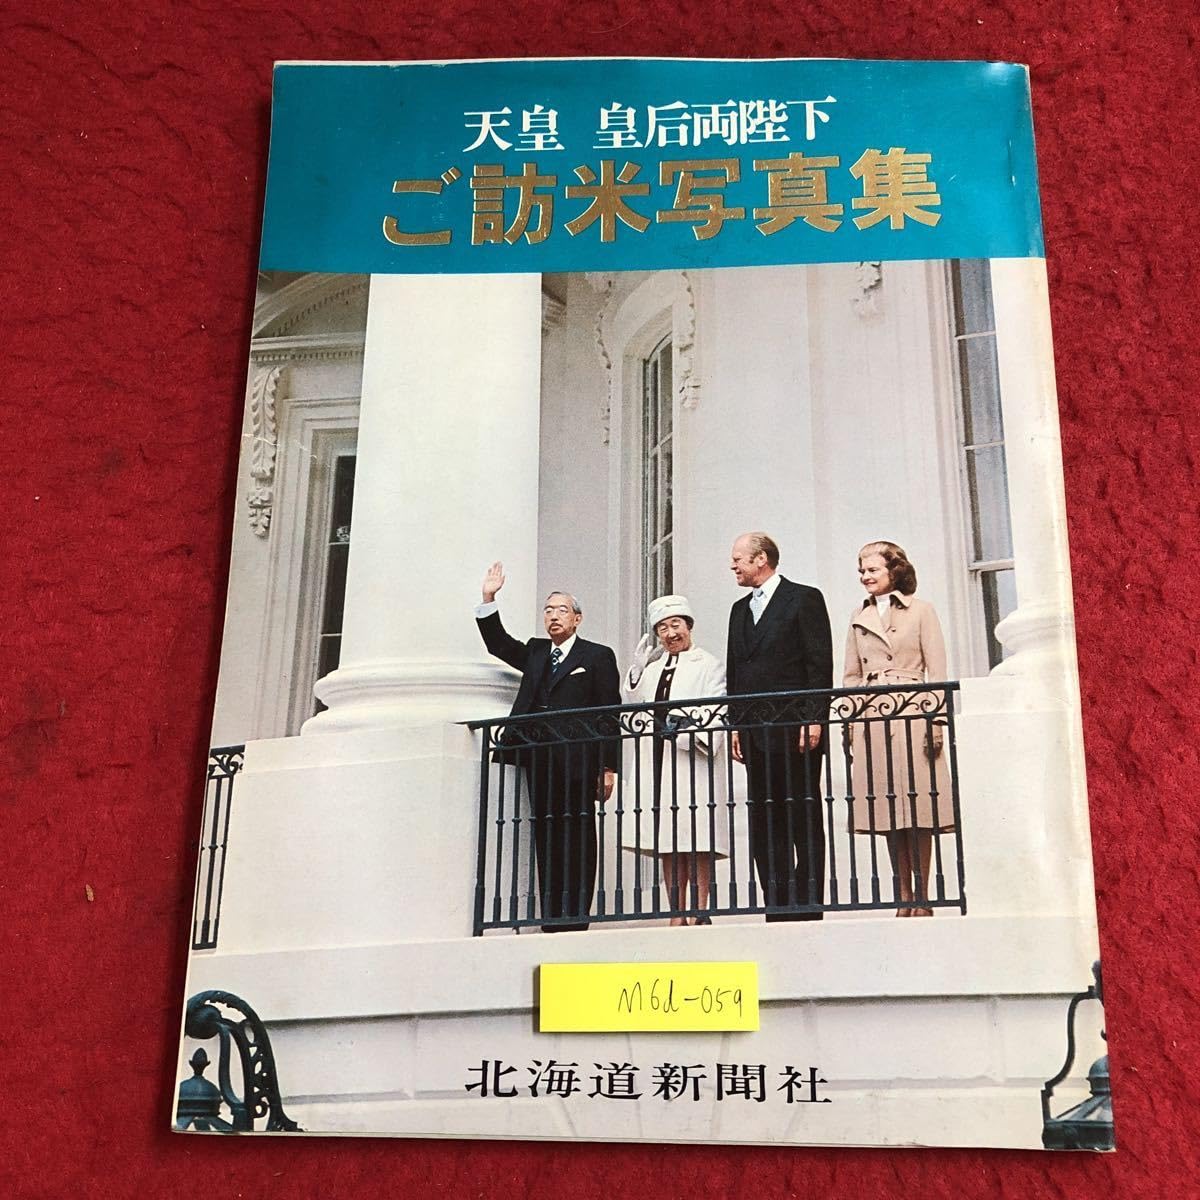 天皇 皇后両陛下
ご訪米写真集
M6d-059
北海道新聞社